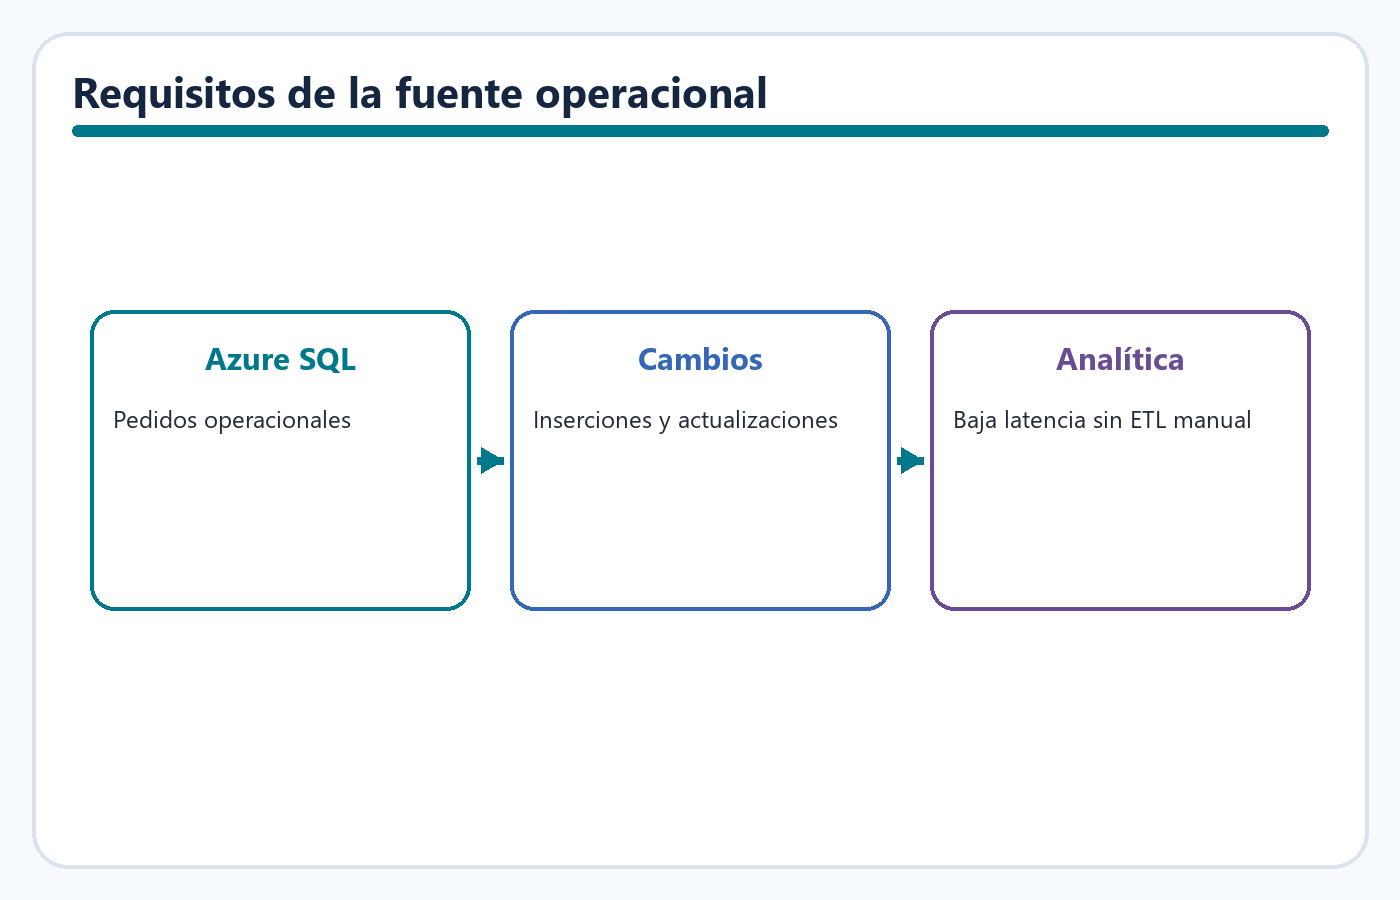 Requisitos de la fuente operacional
Azure SQL
Pedidos operacionales
Cambios
Inserciones y actualizaciones
Analítica
Baja latencia sin ETL manual